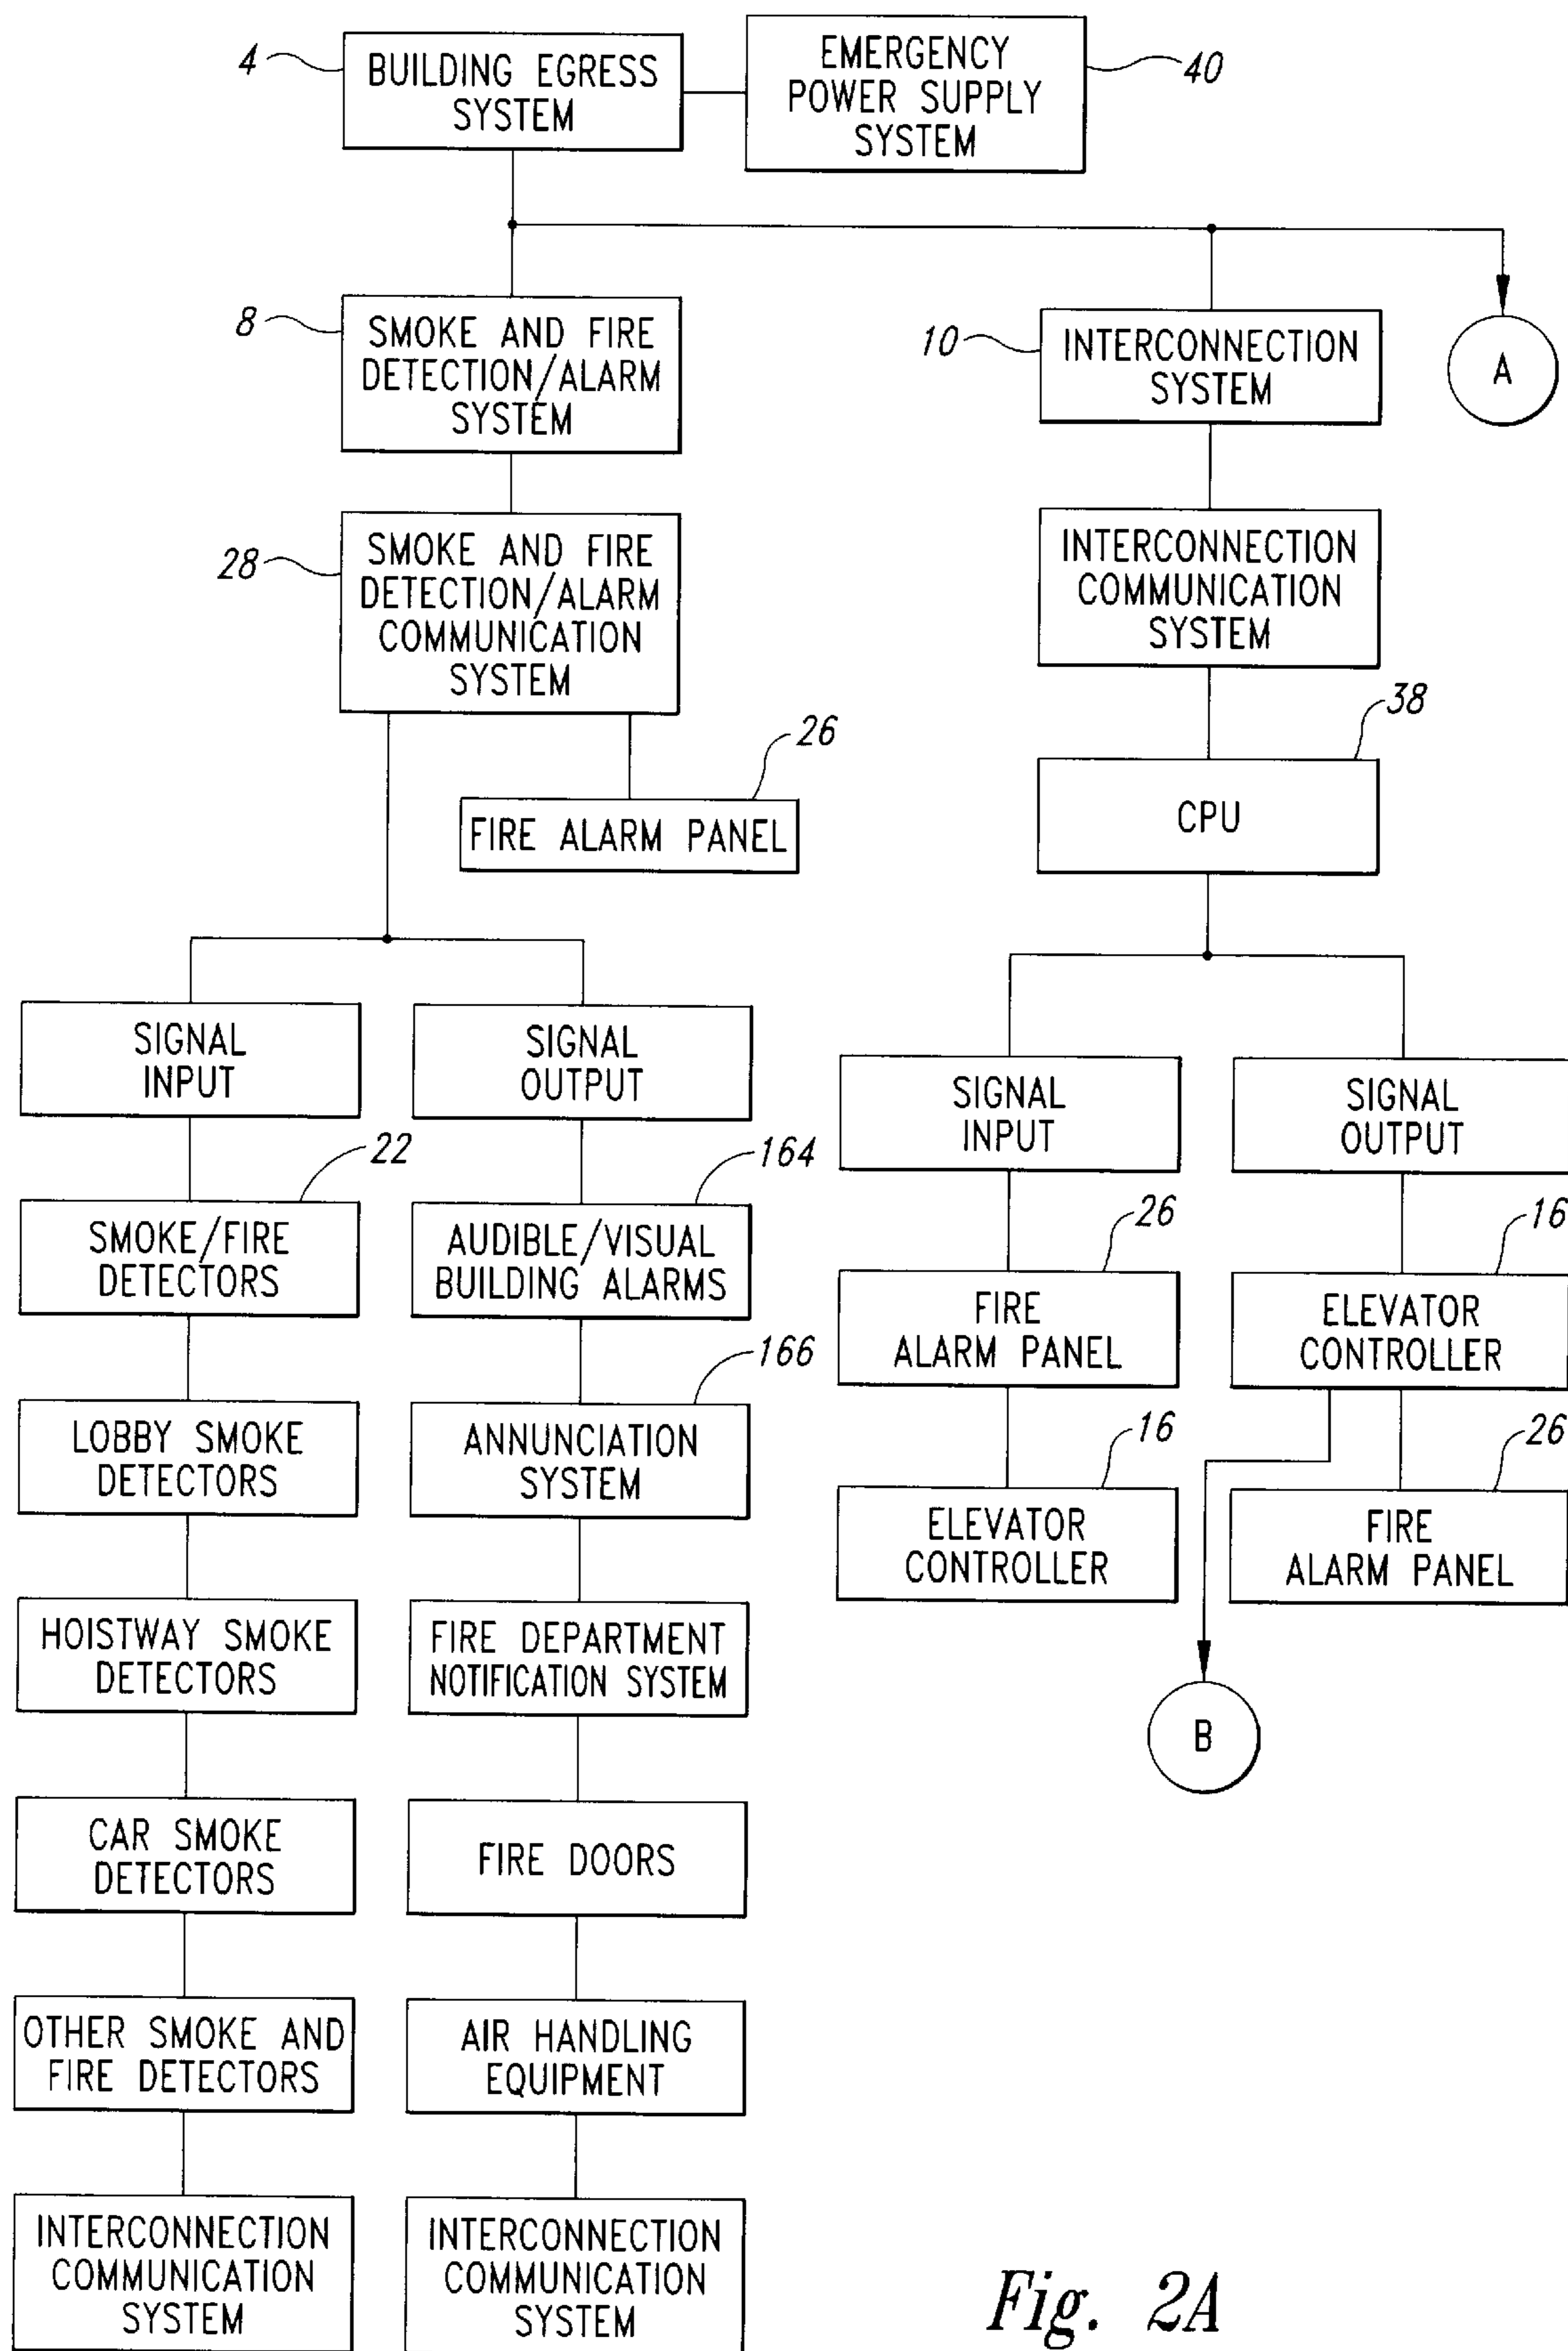 4
BUILDING EGRESS
SYSTEM
EMERGENCY
POWER SUPPLY
SYSTEM
40
8
SMOKE AND FIRE
DETECTION/ALARM
SYSTEM
10
INTERCONNECTION
SYSTEM
A
28
SMOKE AND FIRE
DETECTION/ALARM
COMMUNICATION
SYSTEM
INTERCONNECTION
COMMUNICATION
SYSTEM
26
FIRE ALARM PANEL
38
CPU
SIGNAL
INPUT
SIGNAL
OUTPUT
SIGNAL
INPUT
SIGNAL
OUTPUT
22
SMOKE/FIRE
DETECTORS
164
AUDIBLE/VISUAL
BUILDING ALARMS
26
FIRE
ALARM PANEL
16
ELEVATOR
CONTROLLER
LOBBY SMOKE
DETECTORS
166
ANNUNCIATION
SYSTEM
16
ELEVATOR
CONTROLLER
26
FIRE
ALARM PANEL
HOISTWAY SMOKE
DETECTORS
FIRE DEPARTMENT
NOTIFICATION SYSTEM
B
CAR SMOKE
DETECTORS
FIRE DOORS
OTHER SMOKE AND
FIRE DETECTORS
AIR HANDLING
EQUIPMENT
INTERCONNECTION
COMMUNICATION
SYSTEM
INTERCONNECTION
COMMUNICATION
SYSTEM
Fig. 2A